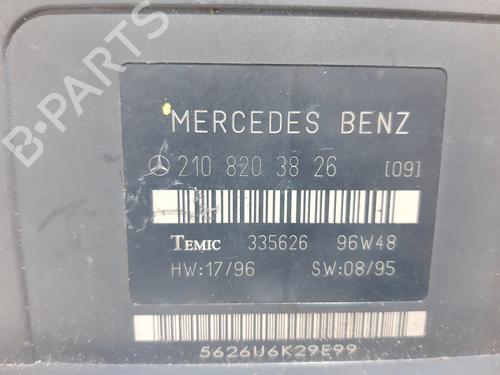 B-PARTS
MERCEDES BENZ
210 820 38 26 [09]
TEMIC 335626 96W48
HW:17/96 SW:08/95
5626U6K29E99